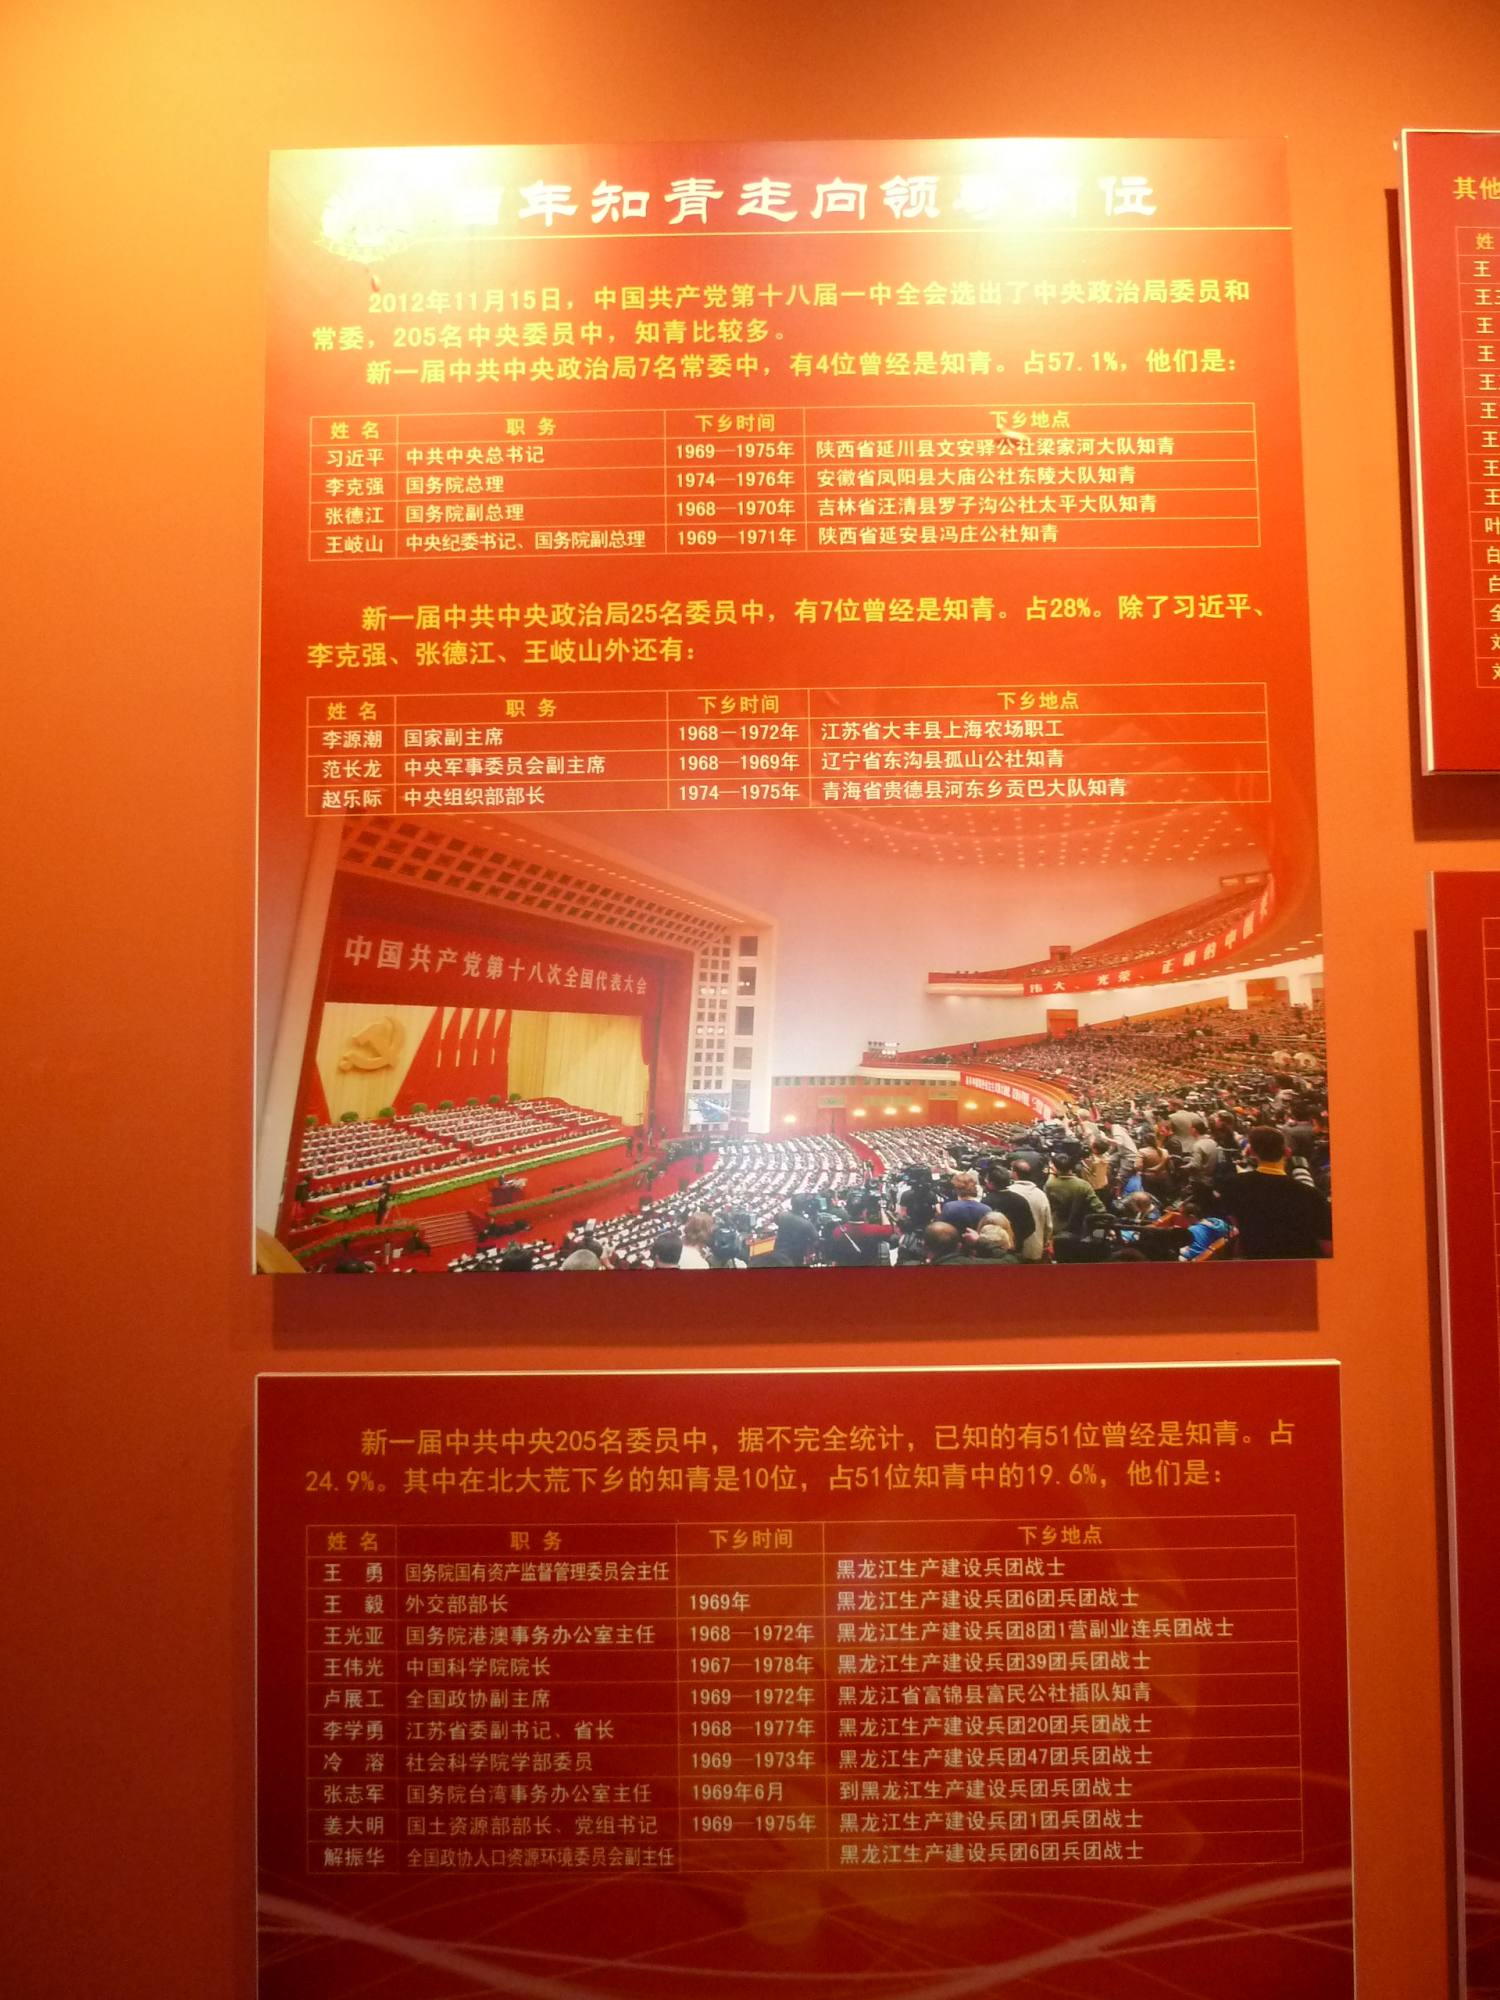 年知青走向领导岗位
2012年11月15日，中国共产党第十八届一中全会选出了中央政治局委员和
常委，205名中央委员中，知青比较多。
新一届中共中央政治局7名常委中，有4位曾经是知青。占57.1%，他们是：
姓 名 职 务 下乡时间 下乡地点
习近平 中共中央总书记 1969—1975年 陕西省延川县文安驿公社梁家河大队知青
李克强 国务院总理 1974—1976年 安徽省凤阳县大庙公社东陵大队知青
张德江 国务院副总理 1968—1970年 吉林省汪清县罗子沟公社太平大队知青
王岐山 中央纪委书记、国务院副总理 1969—1971年 陕西省延安县冯庄公社知青
新一届中共中央政治局25名委员中，有7位曾经是知青。占28%。除了习近平、
李克强、张德江、王岐山外还有：
姓 名 职 务 下乡时间 下乡地点
李源潮 国家副主席 1968—1972年 江苏省大丰县上海农场职工
范长龙 中央军事委员会副主席 1968—1969年 辽宁省东沟县孤山公社知青
赵乐际 中央组织部部长 1974—1975年 青海省贵德县河东乡贡巴大队知青
中国共产党第十八次全国代表大会
伟大、光荣、正确的中国
新一届中共中央205名委员中，据不完全统计，已知的有51位曾经是知青。占
24.9%。其中在北大荒下乡的知青是10位，占51位知青中的19.6%，他们是：
姓 名 职 务 下乡时间 下乡地点
王 勇 国务院国有资产监督管理委员会主任 黑龙江生产建设兵团战士
王 毅 外交部部长 1969年 黑龙江生产建设兵团6团兵团战士
王光亚 国务院港澳事务办公室主任 1968—1972年 黑龙江生产建设兵团8团1营副业连兵团战士
王伟光 中国科学院院长 1967—1978年 黑龙江生产建设兵团39团兵团战士
卢展工 全国政协副主席 1969—1972年 黑龙江省富锦县富民公社插队知青
李学勇 江苏省委副书记、省长 1968—1977年 黑龙江生产建设兵团20团兵团战士
冷 溶 社会科学院学部委员 1969—1973年 黑龙江生产建设兵团47团兵团战士
张志军 国务院台湾事务办公室主任 1969年6月 到黑龙江生产建设兵团兵团战士
姜大明 国土资源部部长、党组书记 1969—1975年 黑龙江生产建设兵团1团兵团战士
解振华 全国政协人口资源环境委员会副主任 黑龙江生产建设兵团6团兵团战士
其他
姓
王
王
王
王
王
王
王
王
王
叶
白
全
刘